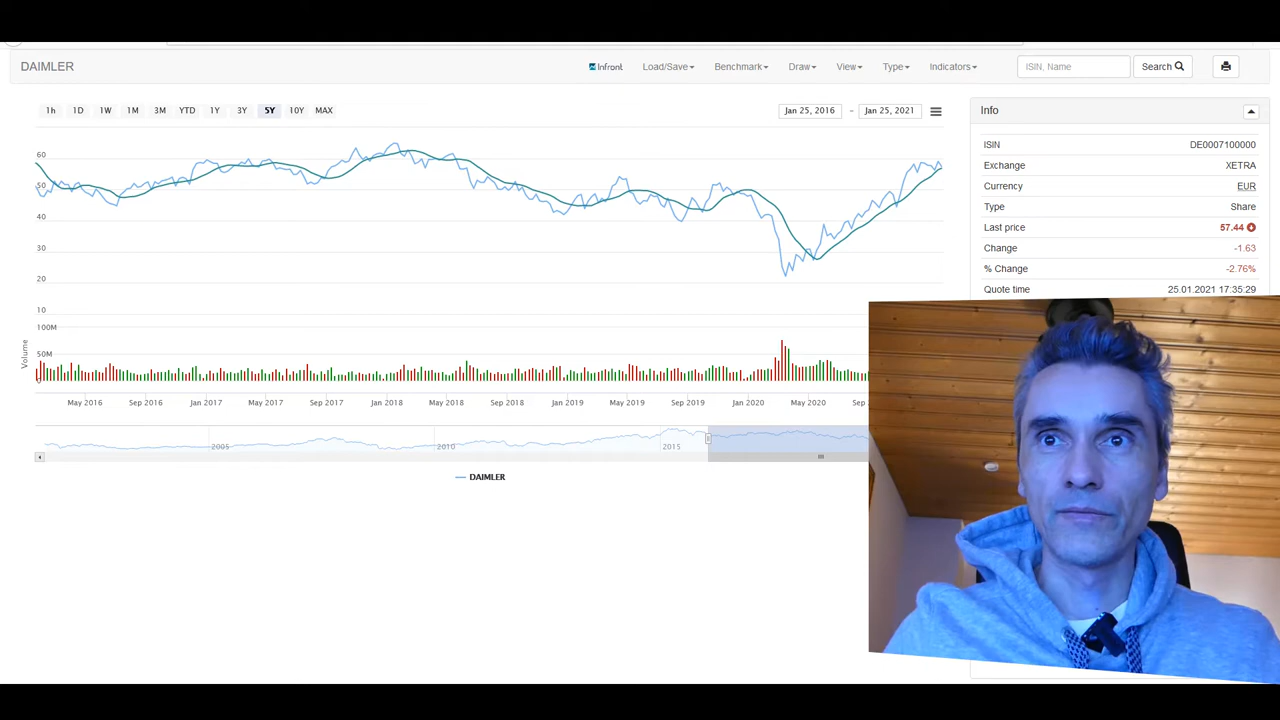 DAIMLER
Infront Load/Save Benchmark Draw View Type Indicators ISIN, Name Search
1h 1D 1W 1M 3M YTD 1Y 3Y 5Y 10Y MAX Jan 25, 2016 – Jan 25, 2021
Info
ISIN DE0007100000
Exchange XETRA
Currency EUR
Type Share
Last price 57.44
Change -1.63
% Change -2.76%
Quote time 25.01.2021 17:35:29
60
50
40
30
20
10
100M
50M
0
Volume
May 2016 Sep 2016 Jan 2017 May 2017 Sep 2017 Jan 2018 May 2018 Sep 2018 Jan 2019 May 2019 Sep 2019 Jan 2020 May 2020 Sep
2005 2010 2015
DAIMLER